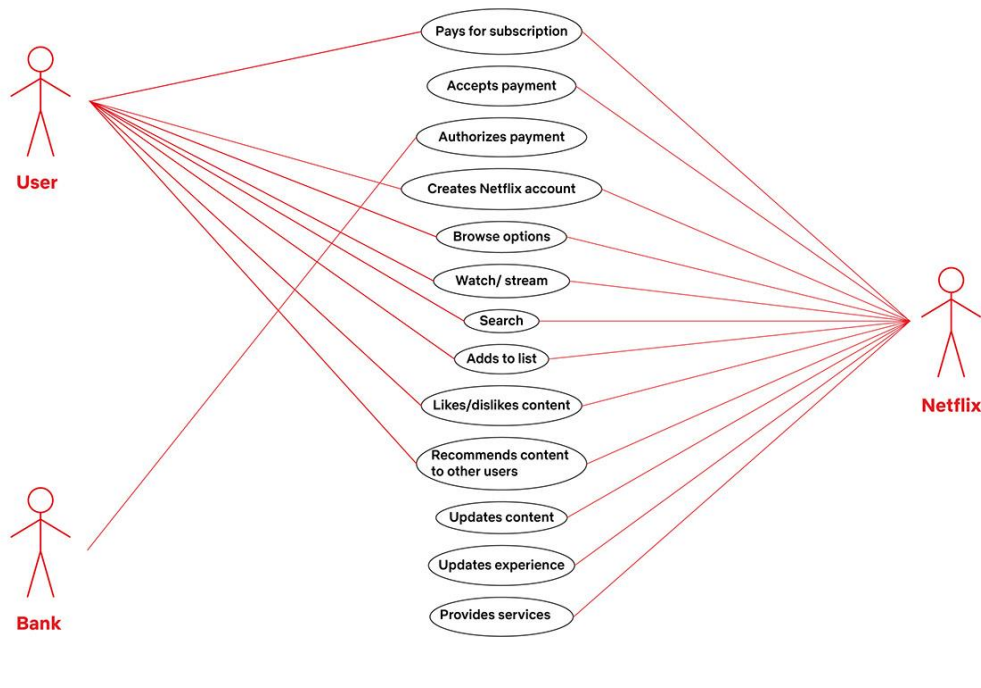 Pays for subscription
Accepts payment
Authorizes payment
User
Creates Netflix account
Browse options
Watch/ stream
Search
Adds to list
Likes/dislikes content
Netflix
Recommends content
to other users
Updates content
Updates experience
Provides services
Bank